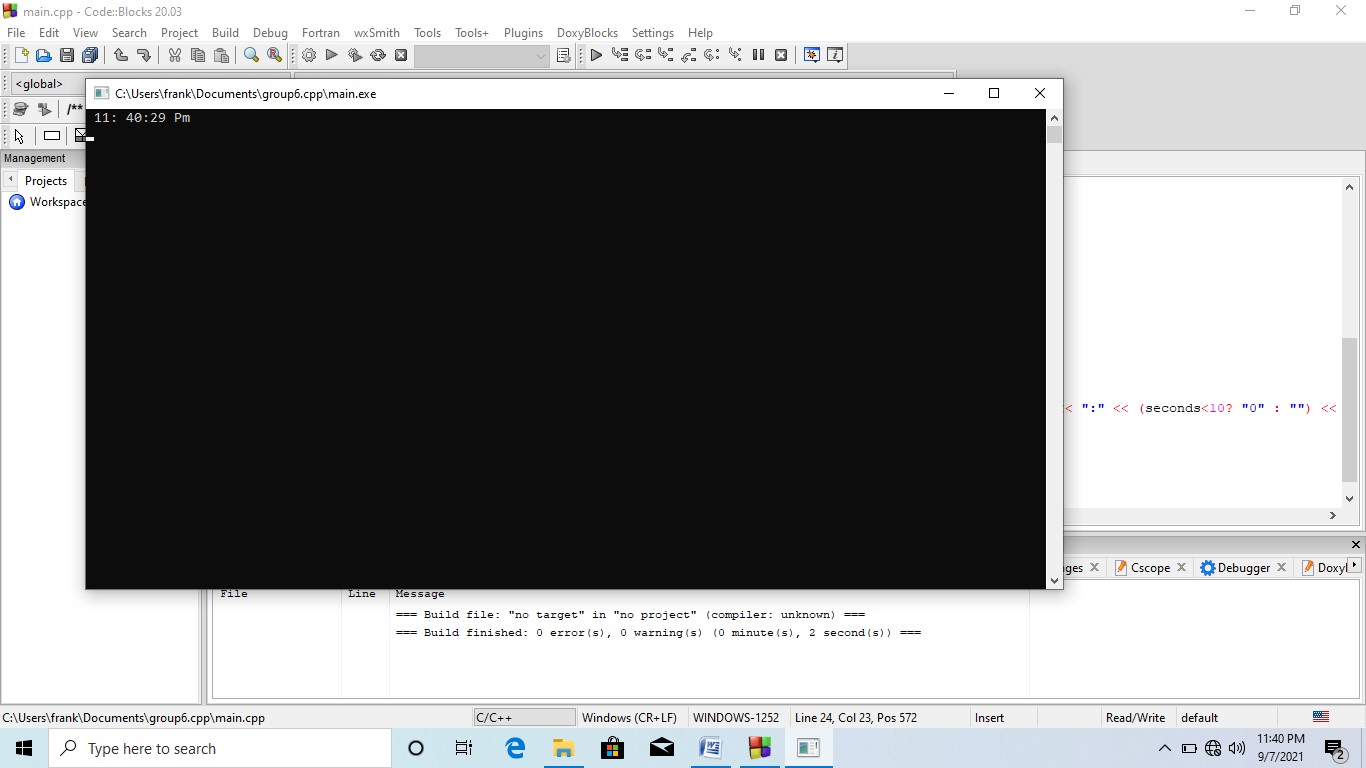 main.cpp - Code::Blocks 20.03
File Edit View Search Project Build Debug Fortran wxSmith Tools Tools+ Plugins DoxyBlocks Settings Help
<global>
C:\Users\frank\Documents\group6.cpp\main.exe
/**
11: 40:29 Pm
Management
Projects
Workspace
< ":" << (seconds<10? "0" : "") <<
ges Cscope Debugger Doxyl
File Line Message
=== Build file: "no target" in "no project" (compiler: unknown) ===
=== Build finished: 0 error(s), 0 warning(s) (0 minute(s), 2 second(s)) ===
C:\Users\frank\Documents\group6.cpp\main.cpp C/C++ Windows (CR+LF) WINDOWS-1252 Line 24, Col 23, Pos 572 Insert Read/Write default
Type here to search
11:40 PM
9/7/2021
2